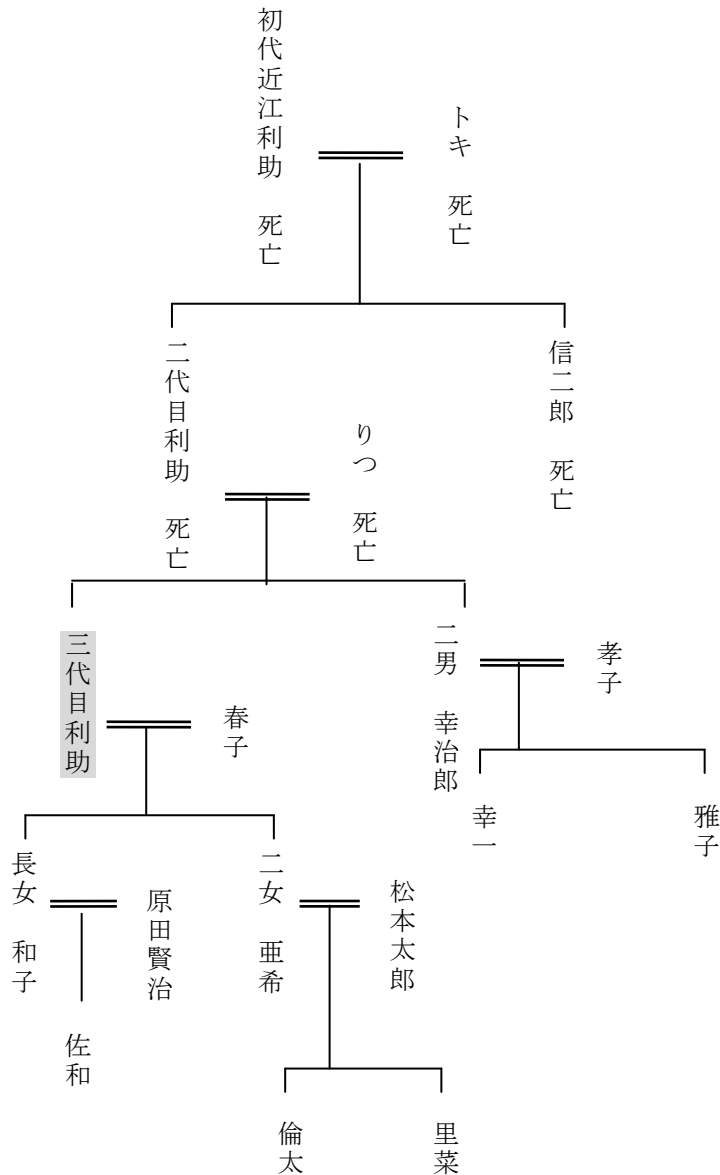 初代近江利助 死亡
トキ 死亡
二代目利助 死亡
信二郎 死亡
りつ 死亡
三代目利助
春子
二男 幸治郎
孝子
幸一
雅子
長女 和子
原田賢治
二女 亜希
松本太郎
佐和
倫太
里菜